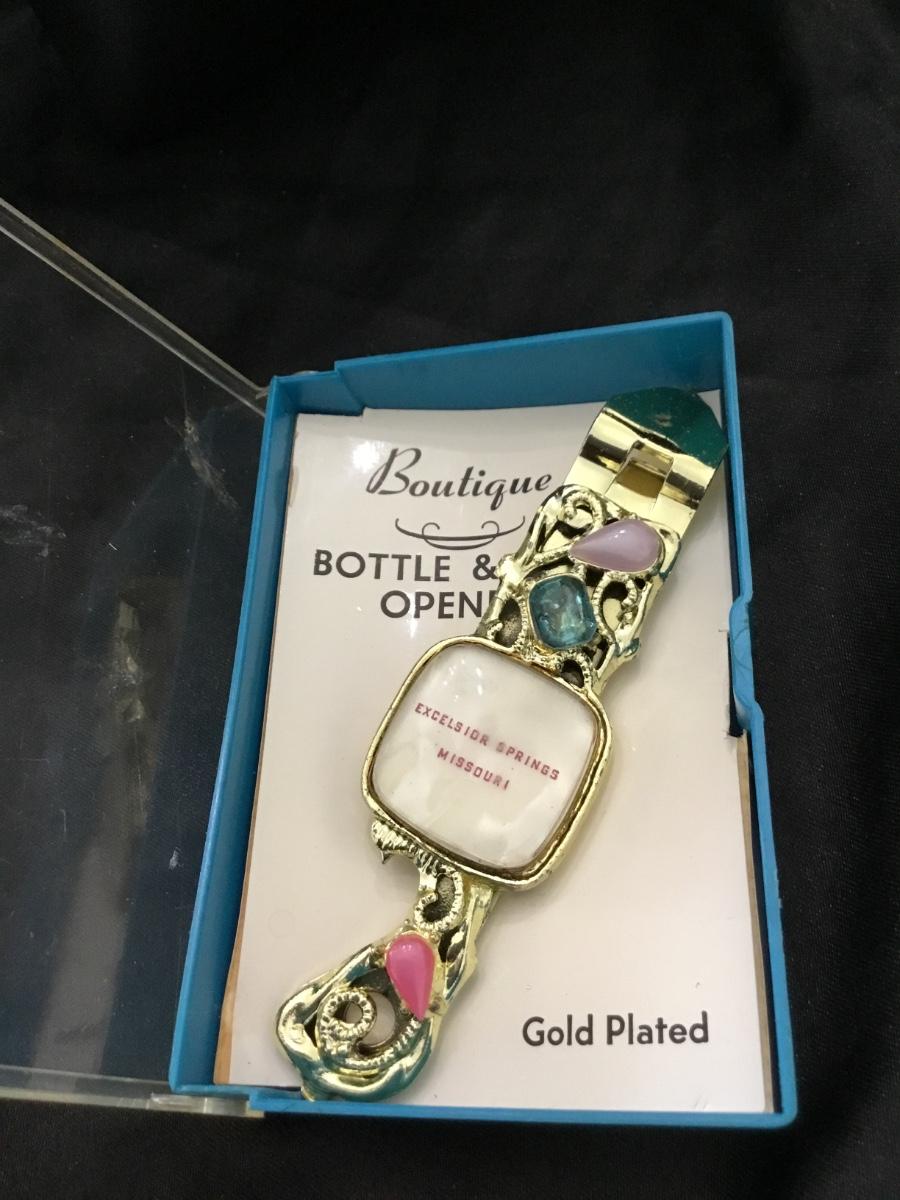 Boutique
BOTTLE &
OPEN
EXCELSIOR SPRINGS
MISSOURI
Gold Plated